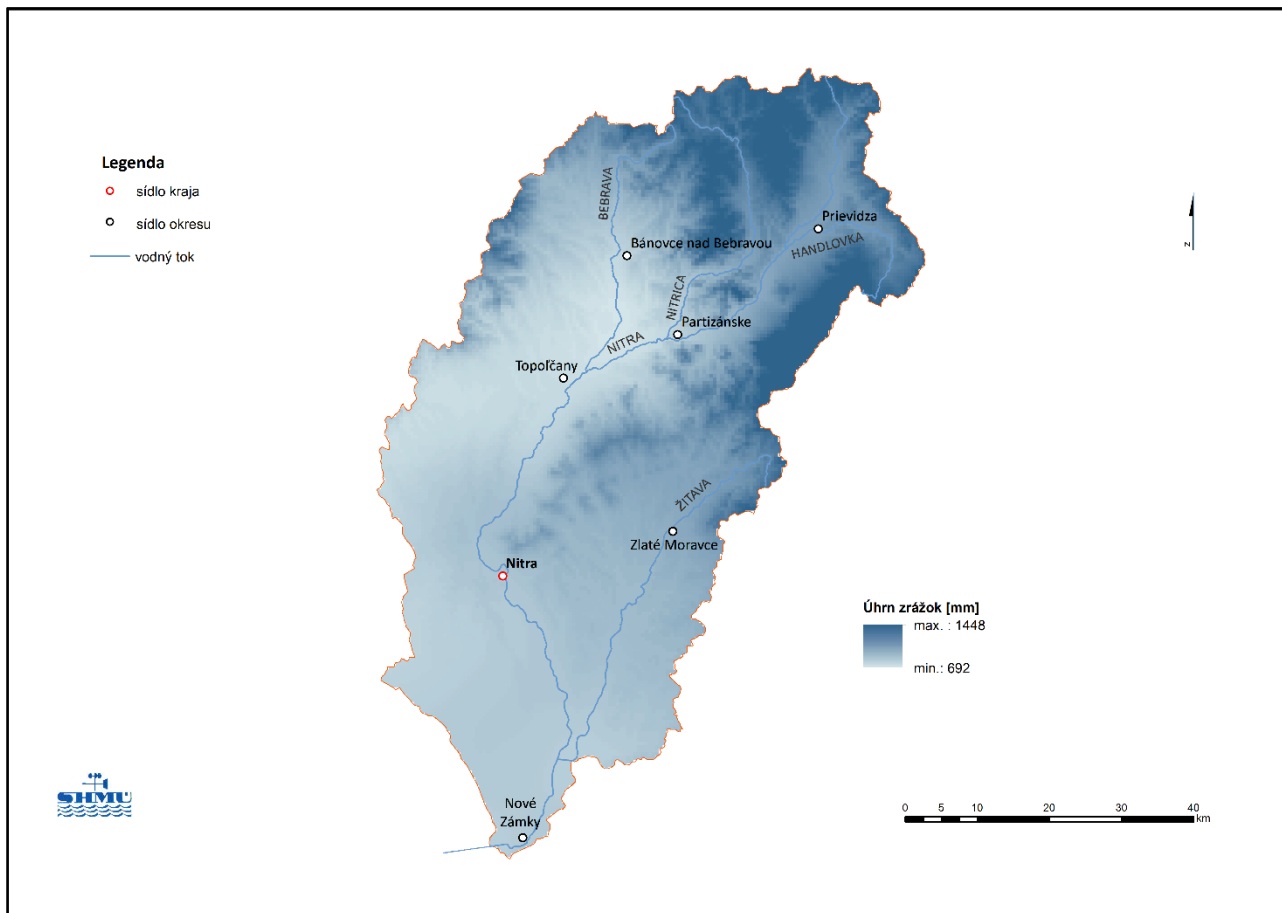 Legenda
sídlo kraja
sídlo okresu
vodný tok
BEBRAVA
Bánovce nad Bebravou
Prievidza
HANDLOVKA
NITRICA
Partizánske
NITRA
Topoľčany
ŽITAVA
Zlaté Moravce
Nitra
Nové
Zámky
N
Úhrn zrážok [mm]
max. : 1448
min.: 692
0 5 10 20 30 40
km
SHMÚ